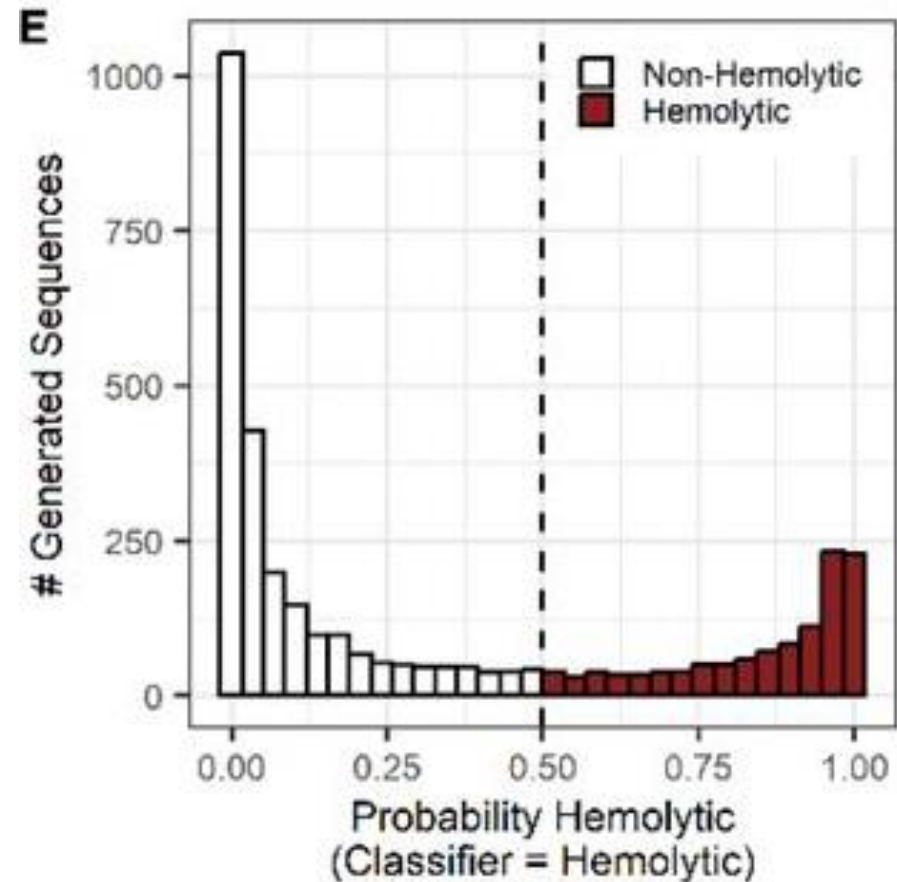 E
Non-Hemolytic
Hemolytic
# Generated Sequences
1000
750
500
250
0
0.00 0.25 0.50 0.75 1.00
Probability Hemolytic
(Classifier = Hemolytic)